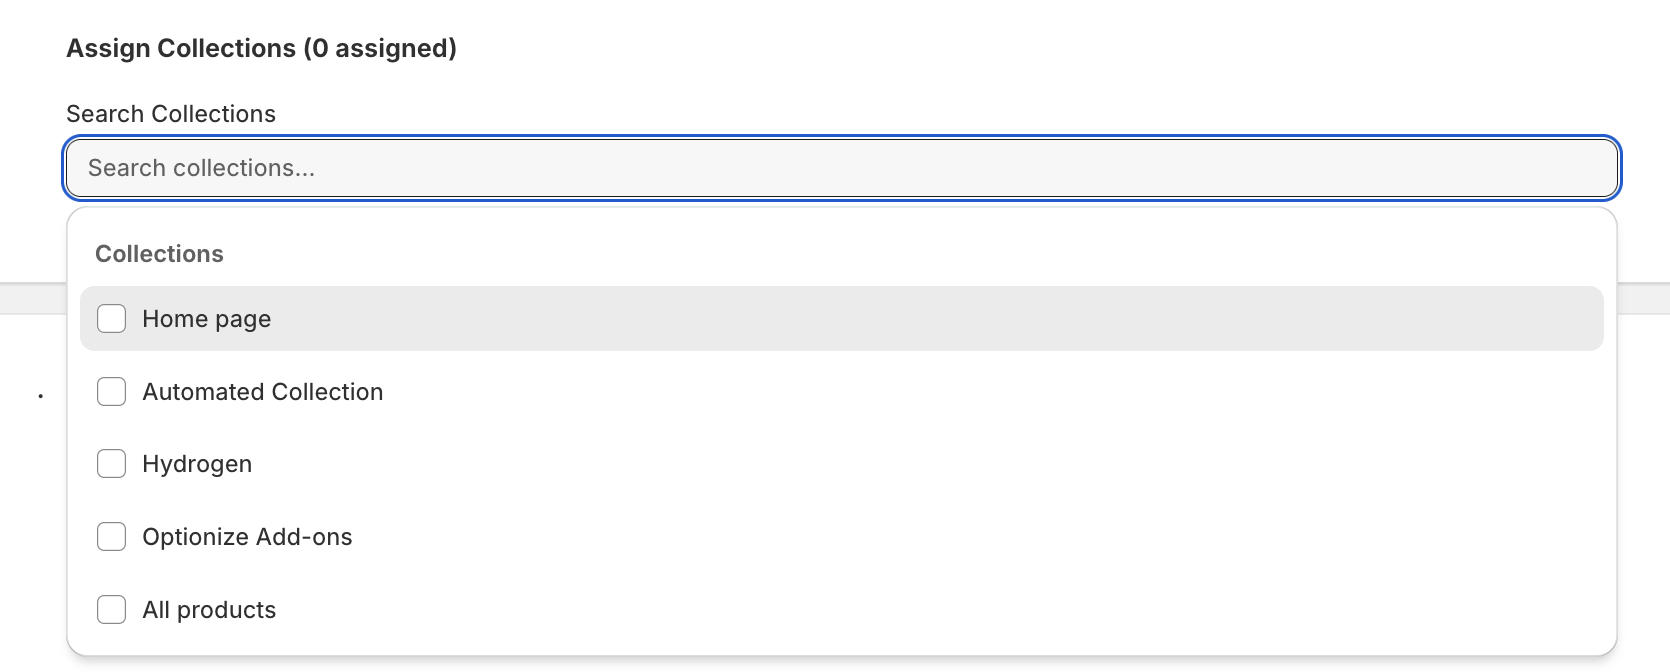 Assign Collections (0 assigned)
Search Collections
Search collections...
Collections
Home page
Automated Collection
Hydrogen
Optionize Add-ons
All products